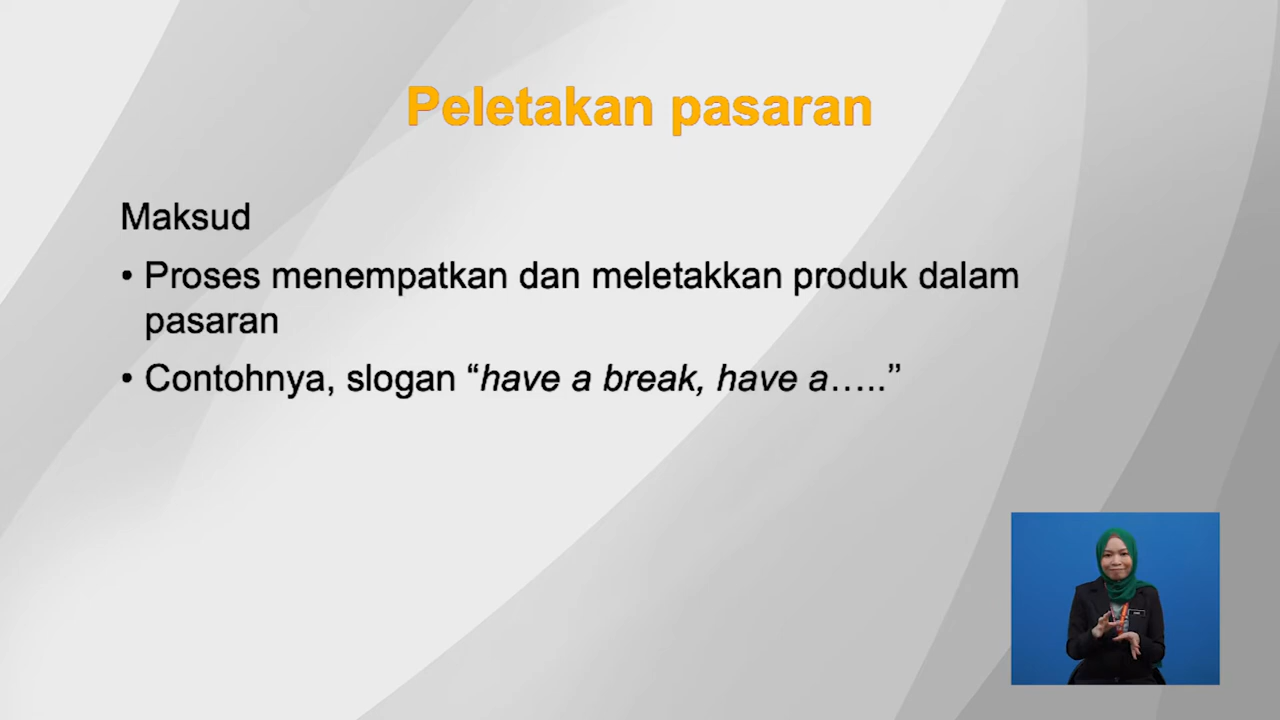 Peletakan pasaran
Maksud
• Proses menempatkan dan meletakkan produk dalam
pasaran
• Contohnya, slogan “have a break, have a…..”